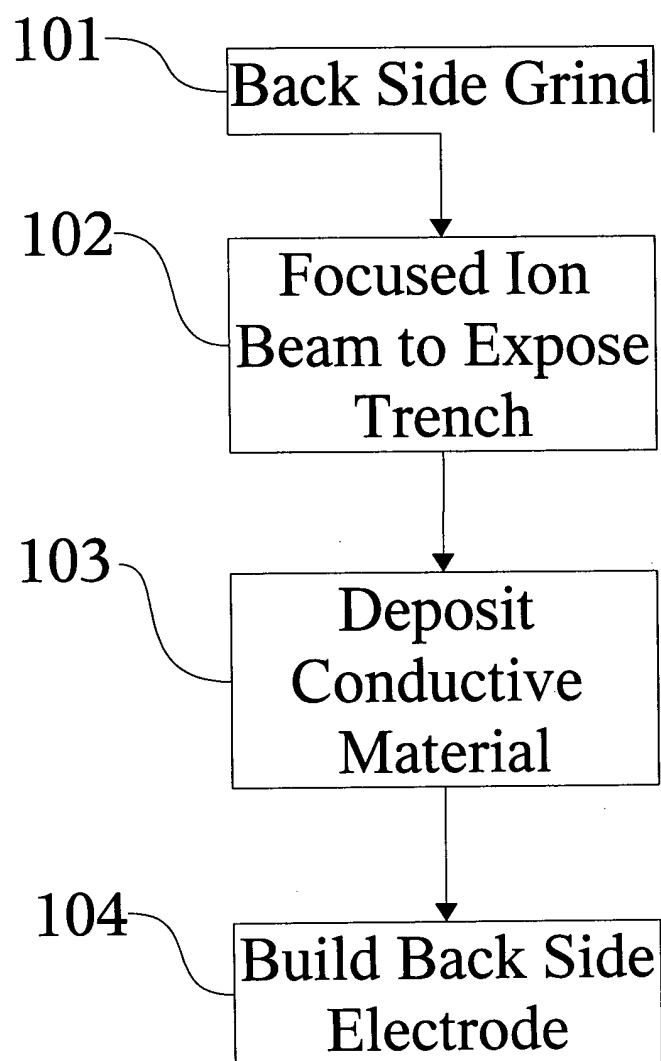 101
Back Side Grind
102
Focused Ion
Beam to Expose
Trench
103
Deposit
Conductive
Material
104
Build Back Side
Electrode